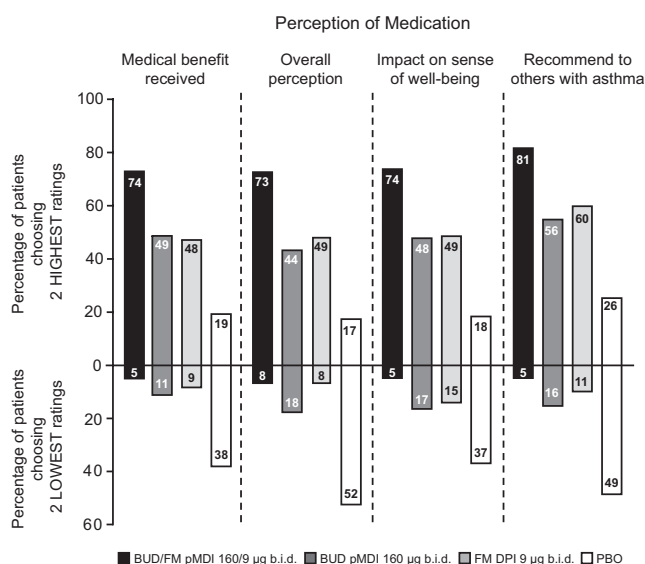 Perception of Medication
Medical benefit
received
Overall
perception
Impact on sense
of well-being
Recommend to
others with asthma
Percentage of patients
choosing
2 HIGHEST ratings
Percentage of patients
choosing
2 LOWEST ratings
100
80
60
40
20
0
20
40
60
74
49
48
19
5
11
9
38
73
44
49
17
8
18
8
52
74
48
49
18
5
17
15
37
81
56
60
26
5
16
11
49
BUD/FM pMDI 160/9 µg b.i.d. BUD pMDI 160 µg b.i.d. FM DPI 9 µg b.i.d. PBO